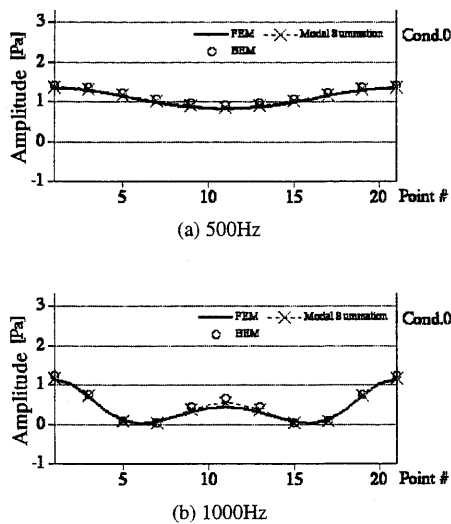 3
FEM --×-- Modal Summation Cond.0
BEM
2
1
0
-1
5 10 15 20 Point #
Amplitude [Pa]
(a) 500Hz
3
FEM --×-- Modal Summation Cond.0
BEM
2
1
0
-1
5 10 15 20 Point #
Amplitude [Pa]
(b) 1000Hz